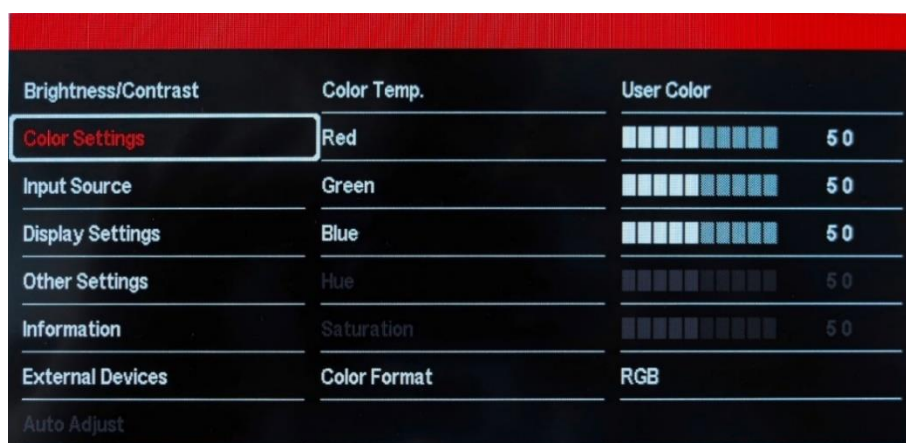 Brightness/Contrast Color Temp. User Color
Color Settings Red 50
Input Source Green 50
Display Settings Blue 50
Other Settings Hue 50
Information Saturation 50
External Devices Color Format RGB
Auto Adjust